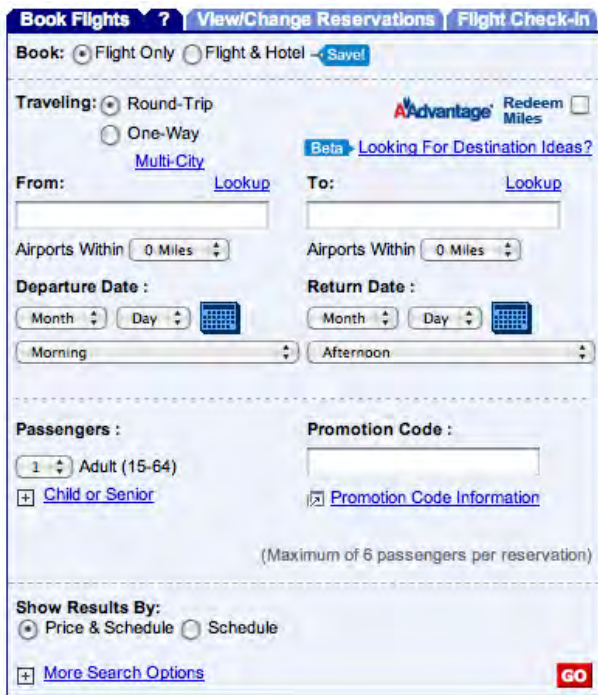 Book Flights ? View/Change Reservations Flight Check-in
Book: Flight Only Flight & Hotel Save!
Traveling: Round-Trip AAdvantage Redeem Miles
One-Way
Multi-City Beta Looking For Destination Ideas?
From: Lookup To: Lookup
Airports Within 0 Miles Airports Within 0 Miles
Departure Date : Return Date :
Month Day Month Day
Morning Afternoon
Passengers : Promotion Code :
1 Adult (15-64)
Child or Senior Promotion Code Information
(Maximum of 6 passengers per reservation)
Show Results By:
Price & Schedule Schedule
More Search Options GO